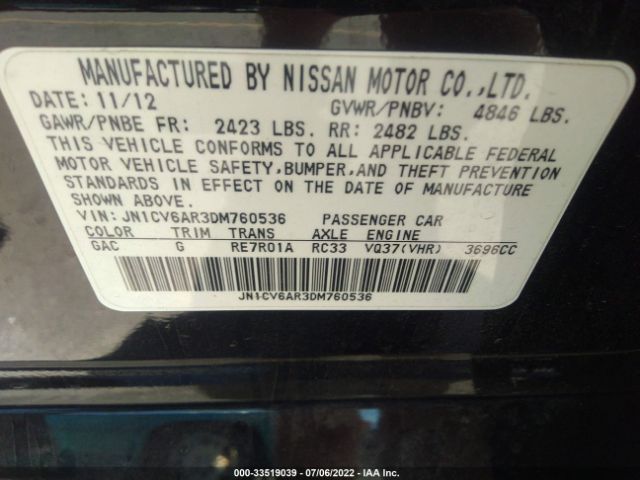 MANUFACTURED BY NISSAN MOTOR CO.,LTD.
DATE: 11/12 GVWR/PNBV: 4846 LBS.
GAWR/PNBE FR: 2423 LBS. RR: 2482 LBS.
THIS VEHICLE CONFORMS TO ALL APPLICABLE FEDERAL
MOTOR VEHICLE SAFETY,BUMPER,AND THEFT PREVENTION
STANDARDS IN EFFECT ON THE DATE OF MANUFACTURE
SHOWN ABOVE.
VIN: JN1CV6AR3DM760536 PASSENGER CAR
COLOR TRIM TRANS AXLE ENGINE
GAC G RE7R01A RC33 VQ37(VHR) 3696CC
JN1CV6AR3DM760536
000-33519039 - 07/06/2022 - IAA Inc.